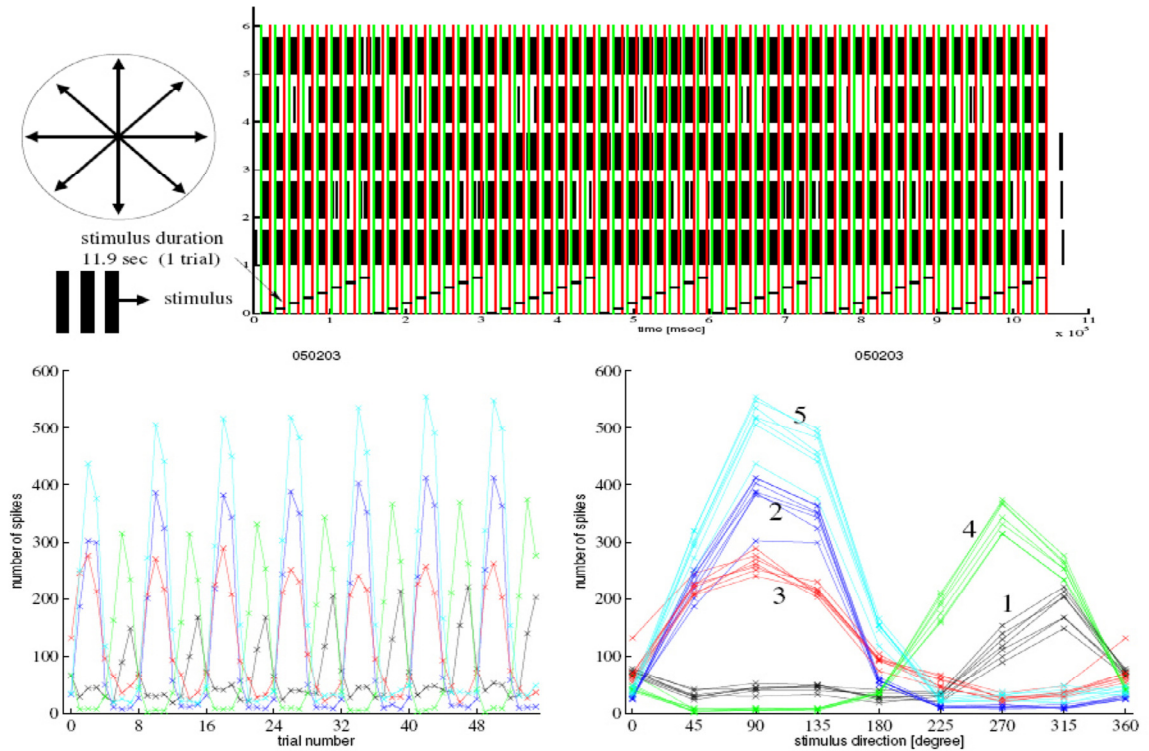 6
5
4
3
2
1
0
0 1 2 3 4 5 6 7 8 9 10 11
time [msec]
x 10⁵
stimulus duration
11.9 sec (1 trial)
stimulus
050203
600
500
400
300
200
100
0
number of spikes
0 8 16 24 32 40 48
trial number
050203
600
500
400
300
200
100
0
number of spikes
5
2
3
4
1
0 45 90 135 180 225 270 315 360
stimulus direction [degree]